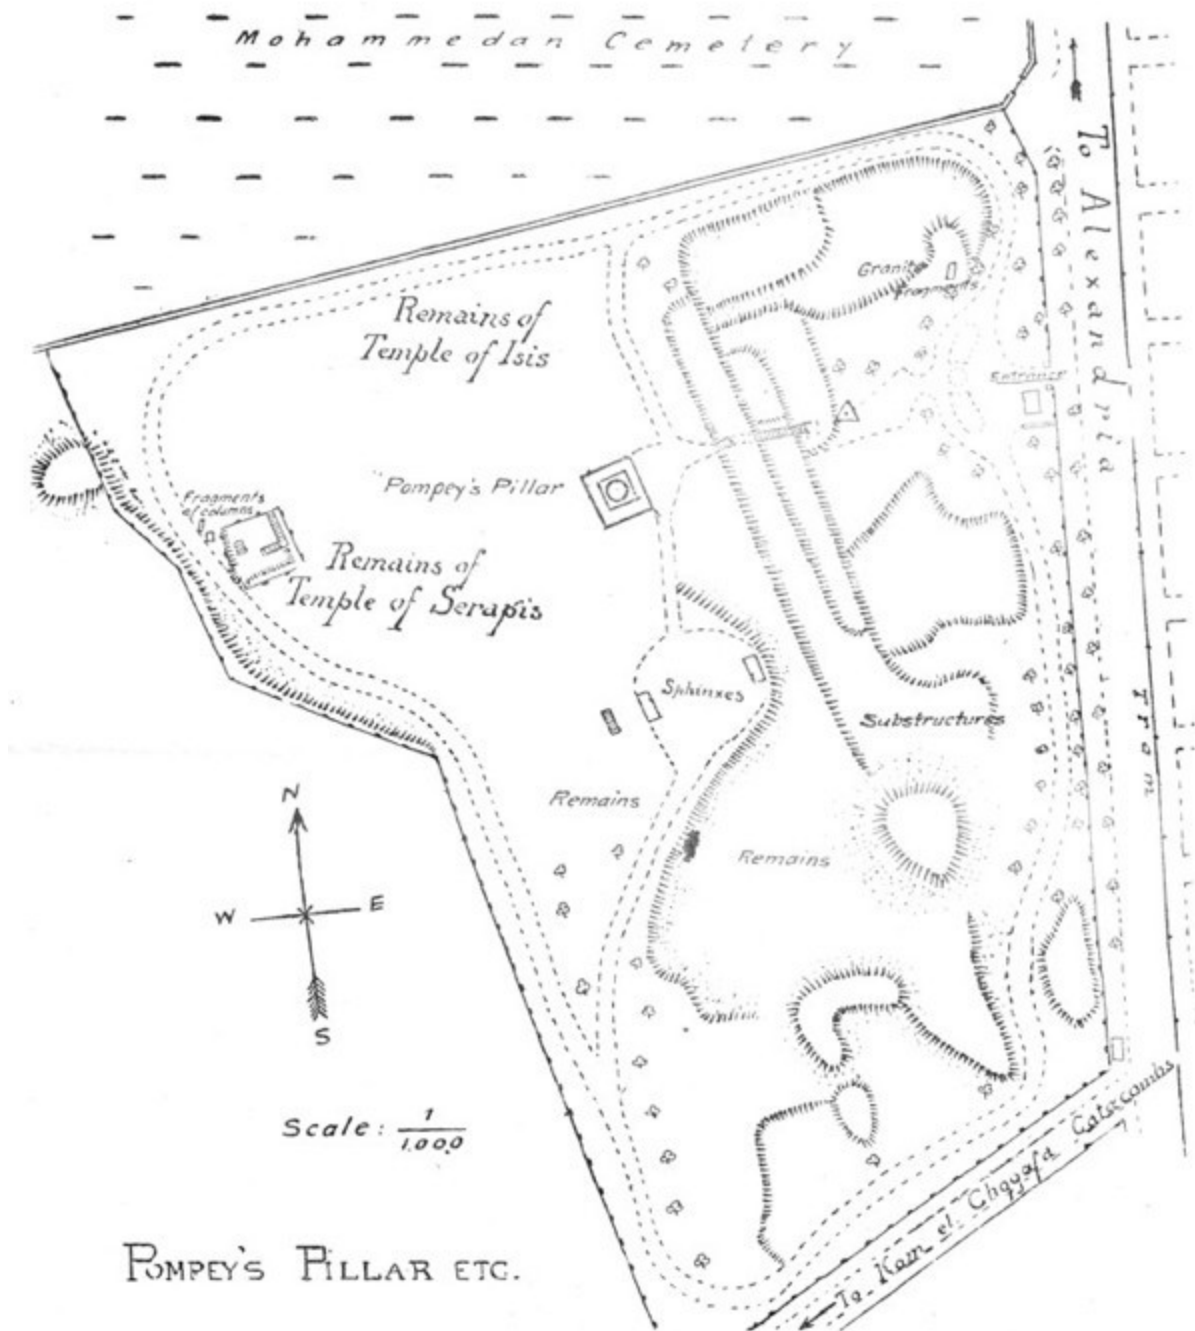 Mohammedan Cemetery
To Alexandria
Granite
Fragments
Remains of
Temple of Isis
Entrance
"Pompey's Pillar
Fragments
of columns
Remains of
Temple of Serapis
Sphinxes
Substructures
Tram
Remains
Remains
N
W
E
S
Scale: 1
1.000
To Kom el Chqyafa Catacombs
POMPEY'S PILLAR ETC.